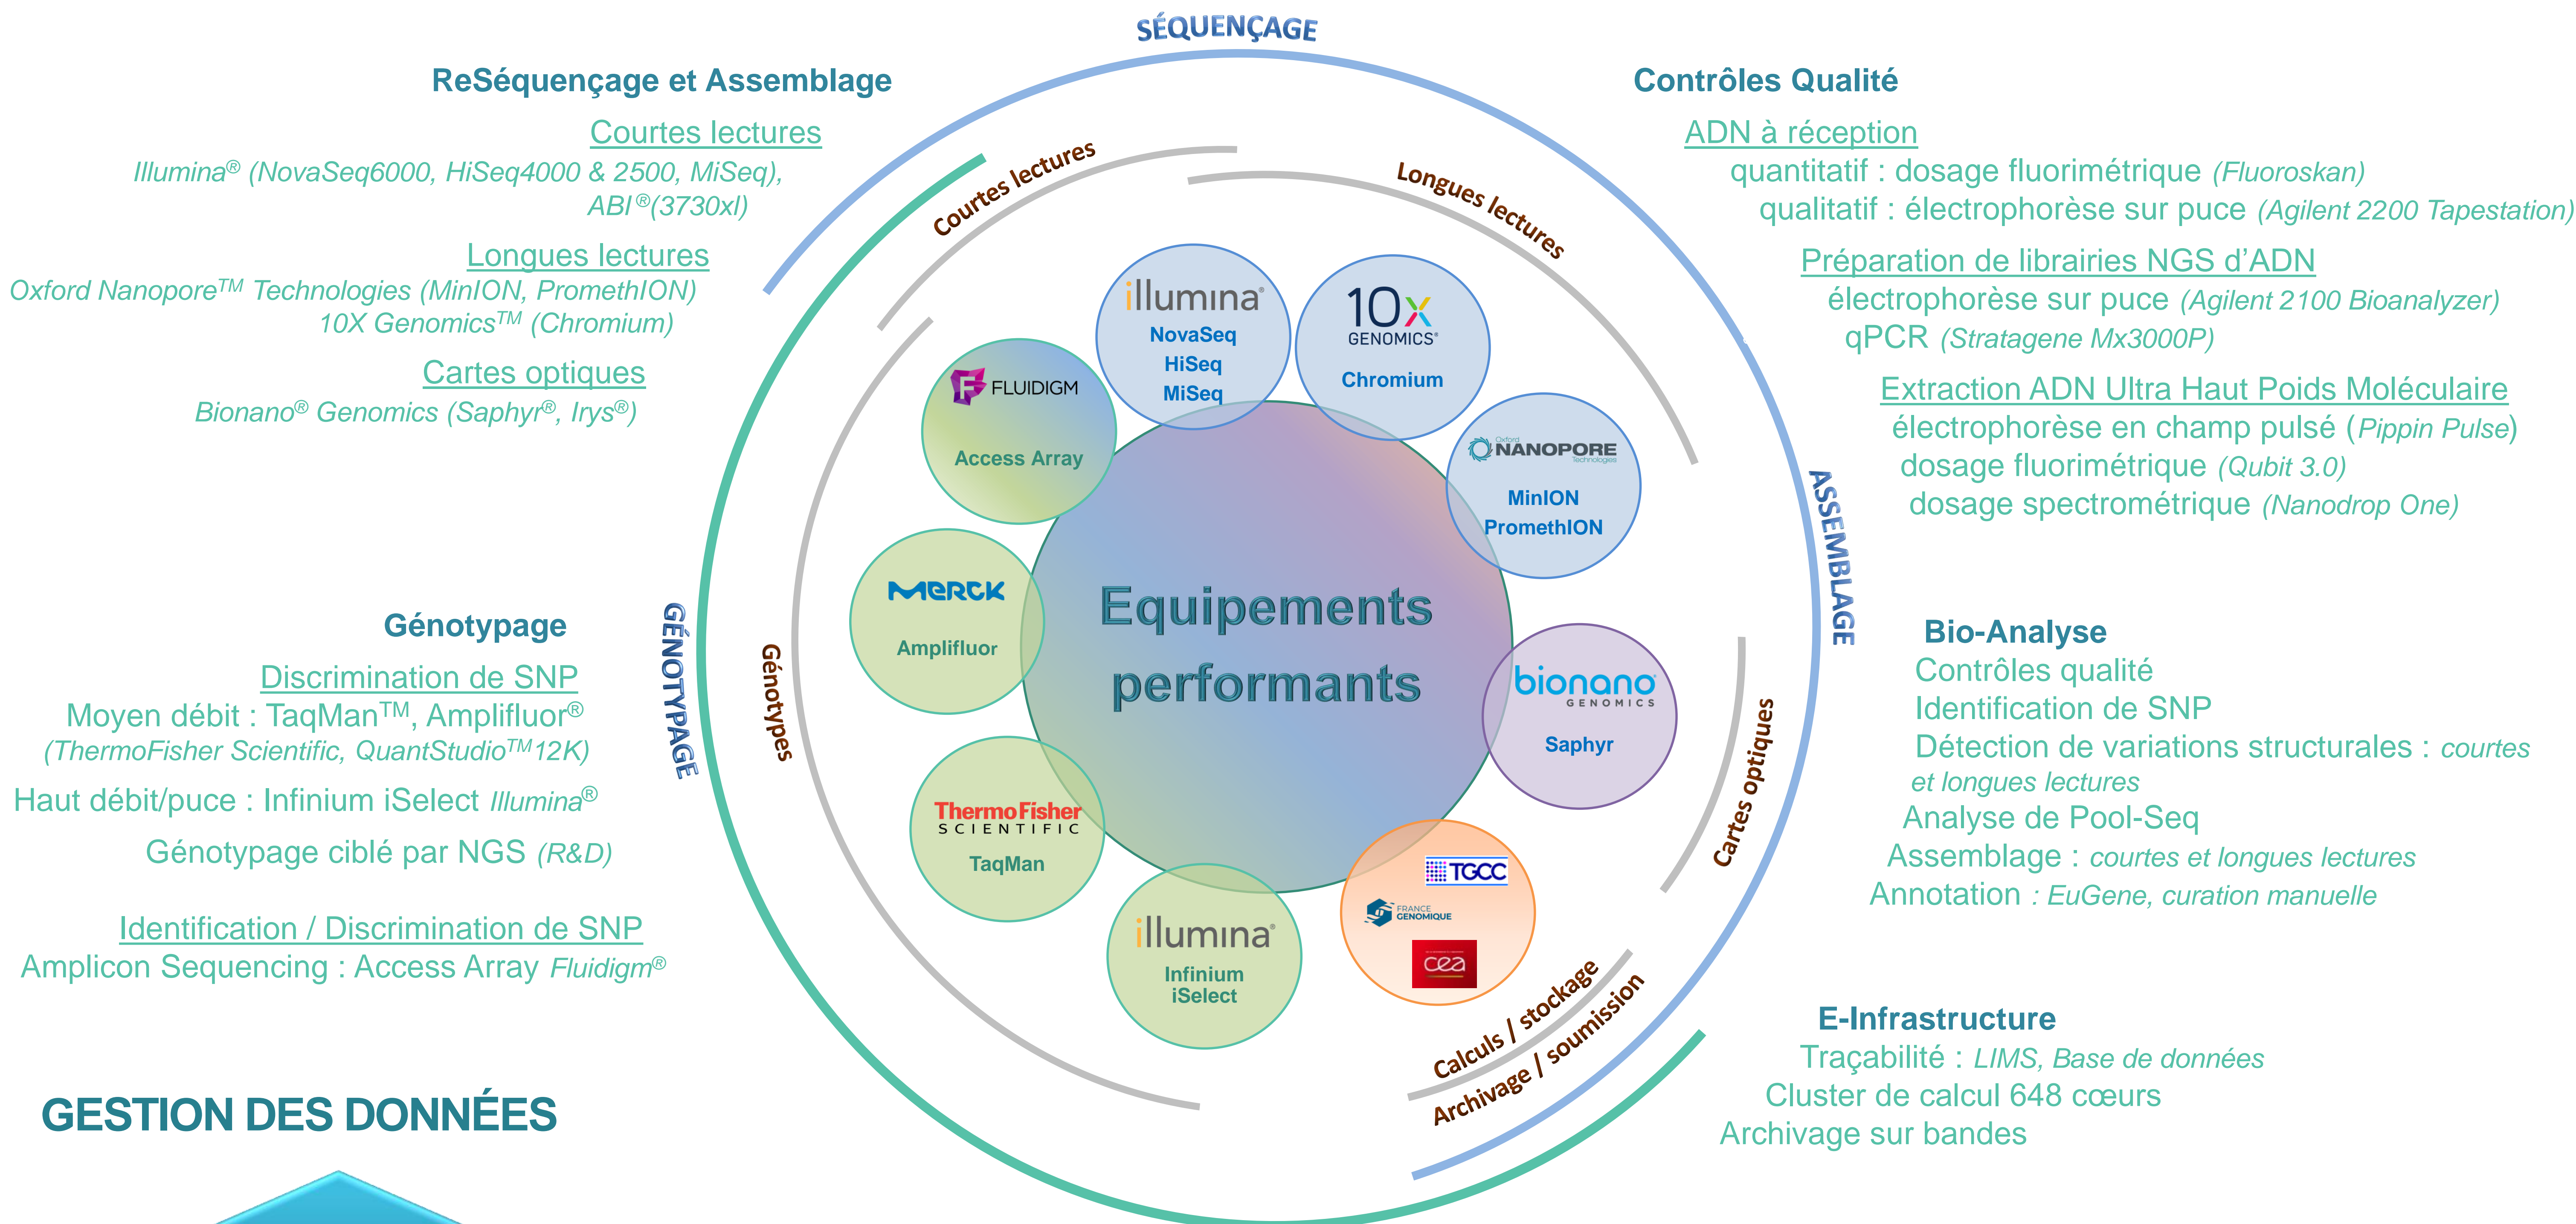 SÉQUENÇAGE
ReSéquençage et Assemblage
Courtes lectures
Illumina® (NovaSeq6000, HiSeq4000 & 2500, MiSeq),
ABI®(3730xl)
Longues lectures
Oxford Nanopore™ Technologies (MinION, PromethION)
10X Genomics™ (Chromium)
Cartes optiques
Bionano® Genomics (Saphyr®, Irys®)
Génotypage
Discrimination de SNP
Moyen débit : TaqMan™, Amplifluor®
(ThermoFisher Scientific, QuantStudio™12K)
Haut débit/puce : Infinium iSelect Illumina®
Génotypage ciblé par NGS (R&D)
Identification / Discrimination de SNP
Amplicon Sequencing : Access Array Fluidigm®
GESTION DES DONNÉES
GÉNOTYPAGE
Génotypes
Courtes lectures
Longues lectures
illumina®
NovaSeq
HiSeq
MiSeq
10x
GENOMICS®
Chromium
FLUIDIGM
Access Array
Oxford
NANOPORE
Technologies
MinION
PromethION
MERCK
Amplifluor
Equipements
performants
bionano
GENOMICS
Saphyr
ThermoFisher
SCIENTIFIC
TaqMan
illumina®
Infinium
iSelect
TGCC
FRANCE
GENOMIQUE
cea
Cartes optiques
Calculs / stockage
Archivage / soumission
ASSEMBLAGE
Contrôles Qualité
ADN à réception
quantitatif : dosage fluorimétrique (Fluoroskan)
qualitatif : électrophorèse sur puce (Agilent 2200 Tapestation)
Préparation de librairies NGS d'ADN
électrophorèse sur puce (Agilent 2100 Bioanalyzer)
qPCR (Stratagene Mx3000P)
Extraction ADN Ultra Haut Poids Moléculaire
électrophorèse en champ pulsé (Pippin Pulse)
dosage fluorimétrique (Qubit 3.0)
dosage spectrométrique (Nanodrop One)
Bio-Analyse
Contrôles qualité
Identification de SNP
Détection de variations structurales : courtes
et longues lectures
Analyse de Pool-Seq
Assemblage : courtes et longues lectures
Annotation : EuGene, curation manuelle
E-Infrastructure
Traçabilité : LIMS, Base de données
Cluster de calcul 648 cœurs
Archivage sur bandes